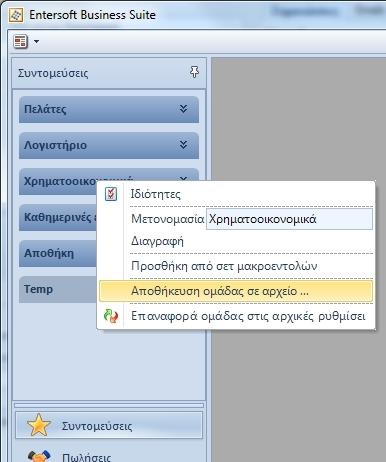 Entersoft Business Suite
Συντομεύσεις
Πελάτες
Λογιστήριο
Χρηματοοικονομικά
Ιδιότητες
Καθημερινές
Μετονομασία Χρηματοοικονομικά
Διαγραφή
Αποθήκη
Προσθήκη από σετ μακροεντολών
Temp
Αποθήκευση ομάδας σε αρχείο ...
Επαναφορά ομάδας στις αρχικές ρυθμίσει
Συντομεύσεις
Πωλήσεις